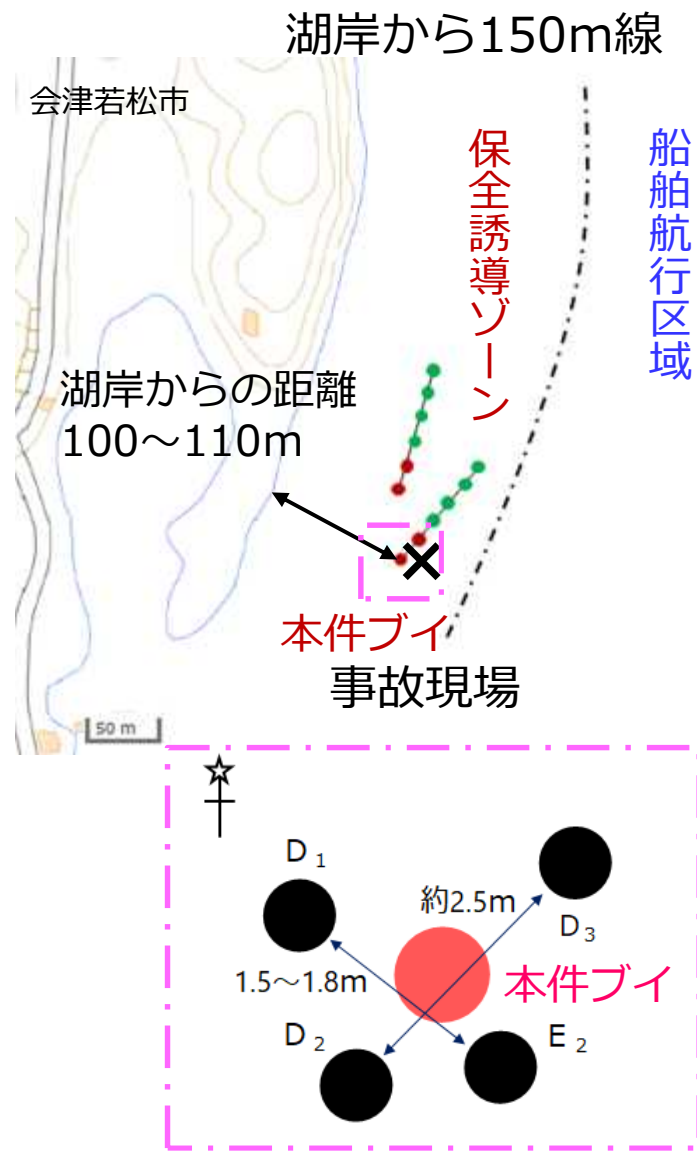 湖岸から150m線
会津若松市
保全誘導ゾーン
船舶航行区域
湖岸からの距離
100～110m
本件ブイ
事故現場
50 m
D1
約2.5m
D3
1.5～1.8m
本件ブイ
D2
E2